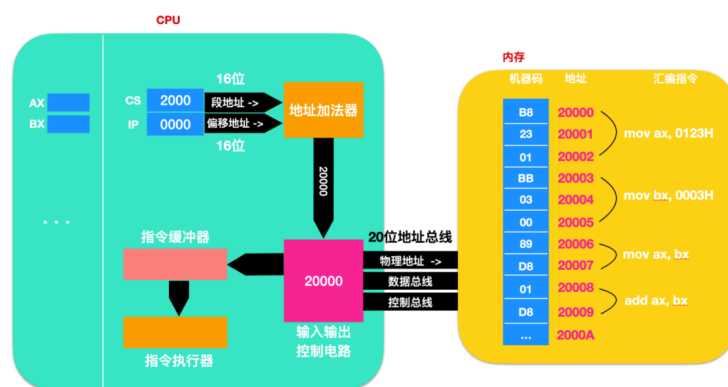 CPU
AX
BX
。。。
CS
2000
IP
0000
16位
段地址 ->
偏移地址 ->
16位
地址加法器
20000
指令缓冲器
指令执行器
20000
输入输出
控制电路
20位地址总线
物理地址 ->
数据总线
控制总线
内存
机器码 地址 汇编指令
B8 20000
23 20001 mov ax, 0123H
01 20002
BB 20003
03 20004 mov bx, 0003H
00 20005
89 20006
mov ax, bx
D8 20007
01 20008
add ax, bx
D8 20009
... 2000A